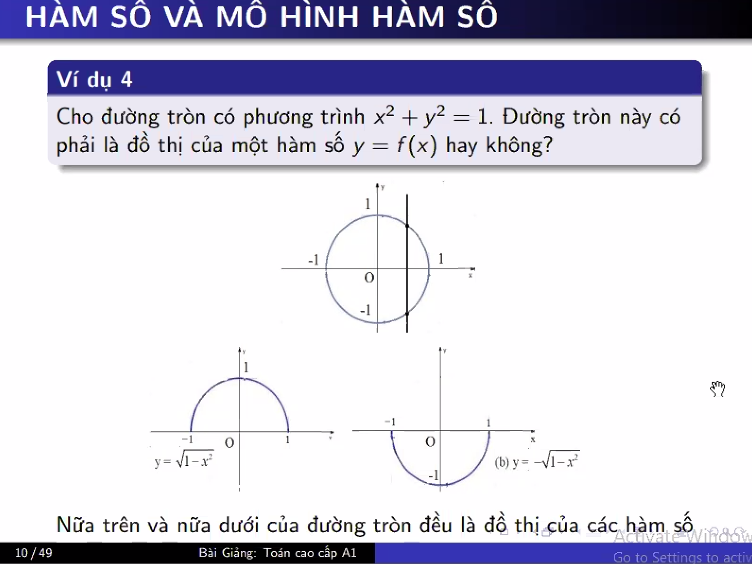 HÀM SỐ VÀ MÔ HÌNH HÀM SỐ
Ví dụ 4
Cho đường tròn có phương trình x² + y² = 1. Đường tròn này có
phải là đồ thị của một hàm số y = f(x) hay không?
y
1
-1
1
O
x
-1
y
1
-1
O
1
y = √1-x²
y
-1
1
O
x
-1
(b) y = -√1-x²
Nữa trên và nữa dưới của đường tròn đều là đồ thị của các hàm số
Activate Window
Go to Settings to activ
10 / 49
Bài Giảng: Toán cao cấp A1